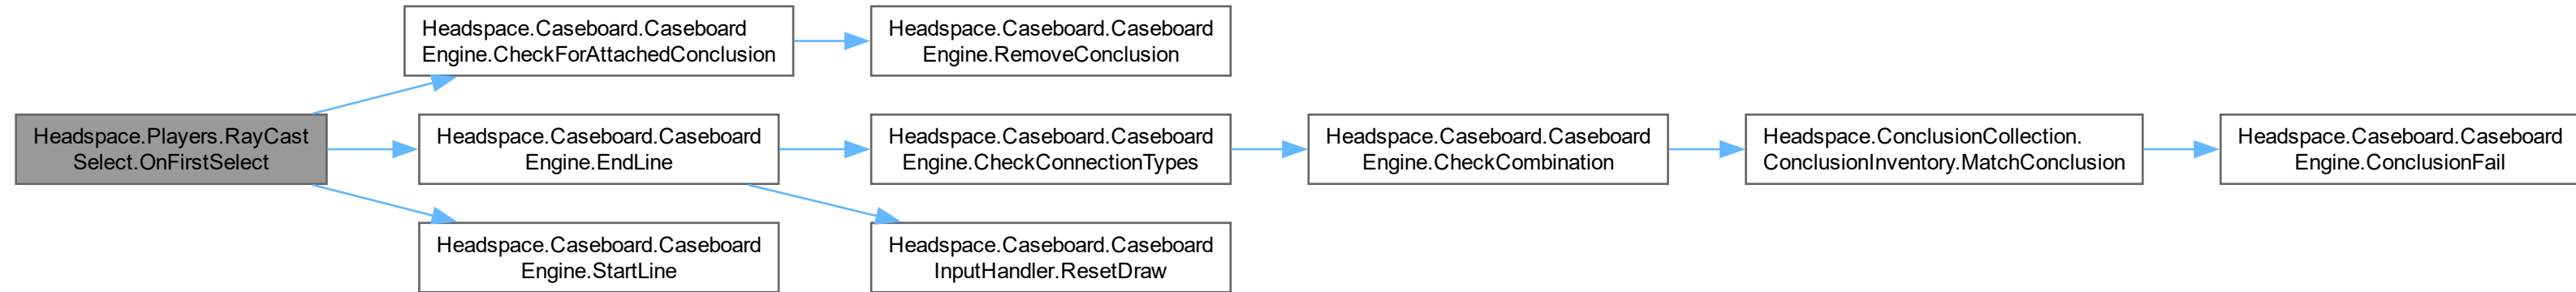 Headspace.Players.RayCast
Select.OnFirstSelect
Headspace.Caseboard.Caseboard
Engine.CheckForAttachedConclusion
Headspace.Caseboard.Caseboard
Engine.RemoveConclusion
Headspace.Caseboard.Caseboard
Engine.EndLine
Headspace.Caseboard.Caseboard
Engine.CheckConnectionTypes
Headspace.Caseboard.Caseboard
Engine.CheckCombination
Headspace.ConclusionCollection.
ConclusionInventory.MatchConclusion
Headspace.Caseboard.Caseboard
Engine.ConclusionFail
Headspace.Caseboard.Caseboard
InputHandler.ResetDraw
Headspace.Caseboard.Caseboard
Engine.StartLine